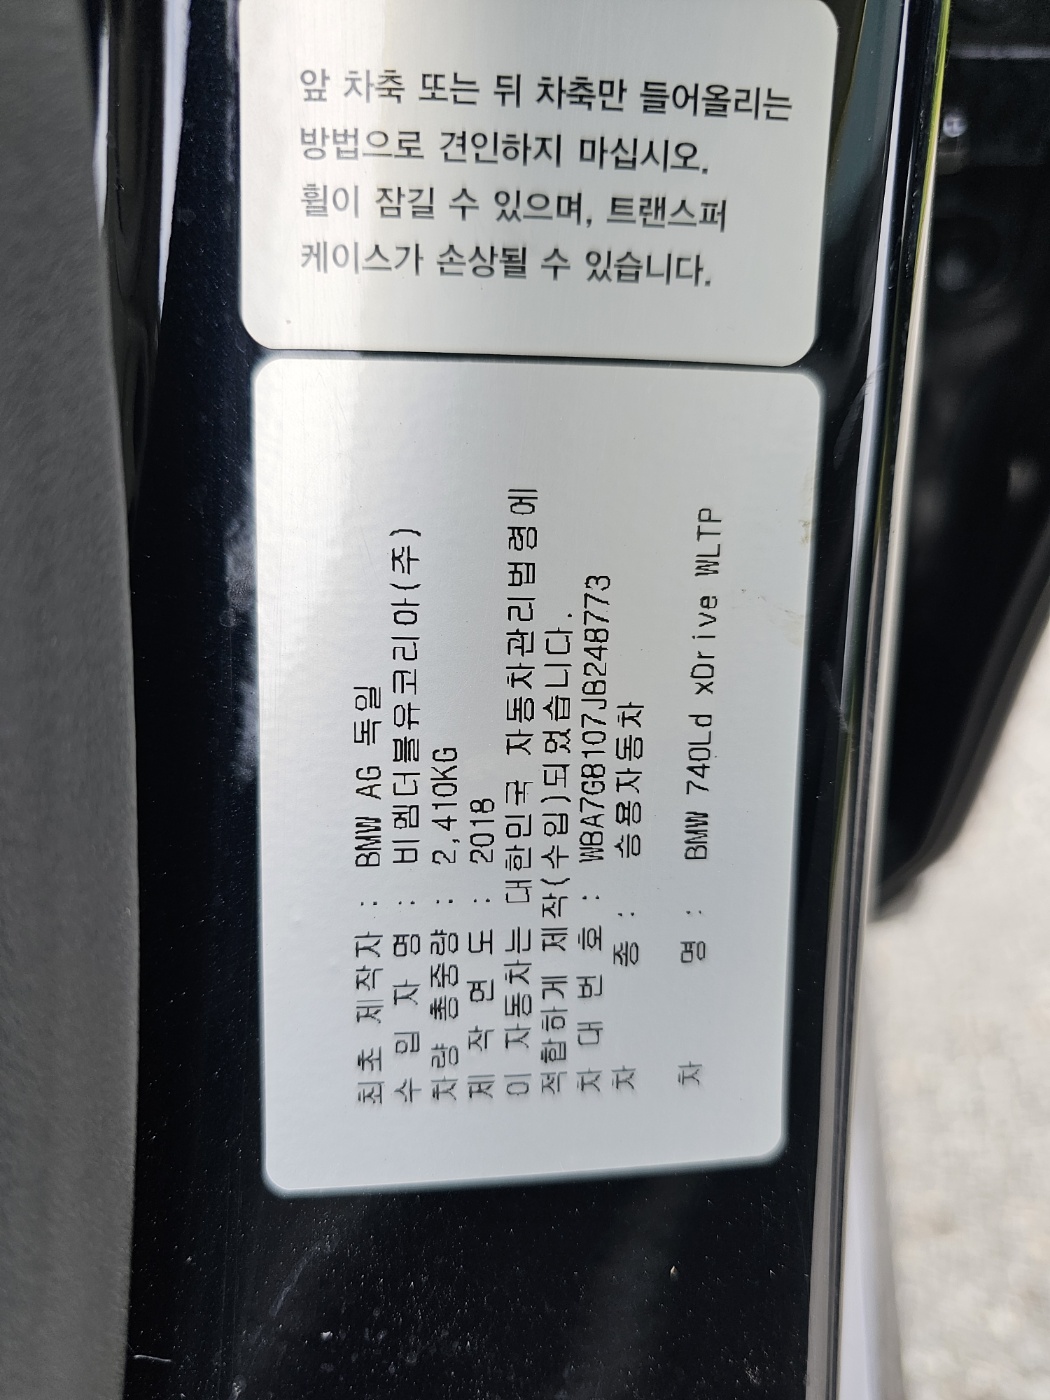 앞 차축 또는 뒤 차축만 들어올리는
방법으로 견인하지 마십시오.
휠이 잠길 수 있으며, 트랜스퍼
케이스가 손상될 수 있습니다.
최초 제작자 : BMW AG 독일
수 입 자 명 : 비엠더블유코리아(주)
차량 총중량 : 2,410KG
제 작 연 도 : 2018
이 자동차는 대한민국 자동차관리법령에
적합하게 제작(수입)되었습니다.
차 대 번 호 : WBA7G8107JB248773
차 종 : 승용자동차
차 명 : BMW 740Ld xDrive WLTP